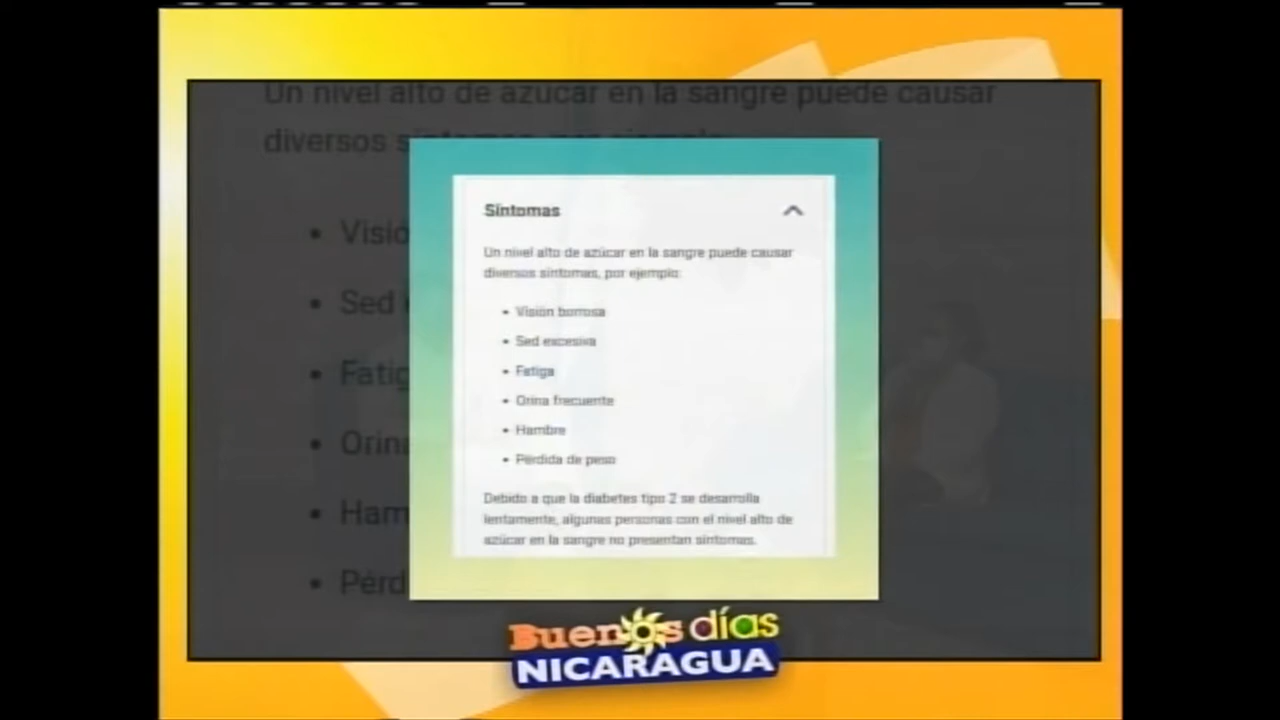 Un nivel alto de azúcar en la sangre puede causar
diversos síntomas, por ejemplo:
Visió
Sed e
Fatig
Orina
Ham
Pérd
Síntomas
Un nivel alto de azúcar en la sangre puede causar
diversos síntomas, por ejemplo:
• Visión borrosa
• Sed excesiva
• Fatiga
• Orina frecuente
• Hambre
• Pérdida de peso
Debido a que la diabetes tipo 2 se desarrolla
lentamente, algunas personas con el nivel alto de
azúcar en la sangre no presentan síntomas.
Buenos días
NICARAGUA